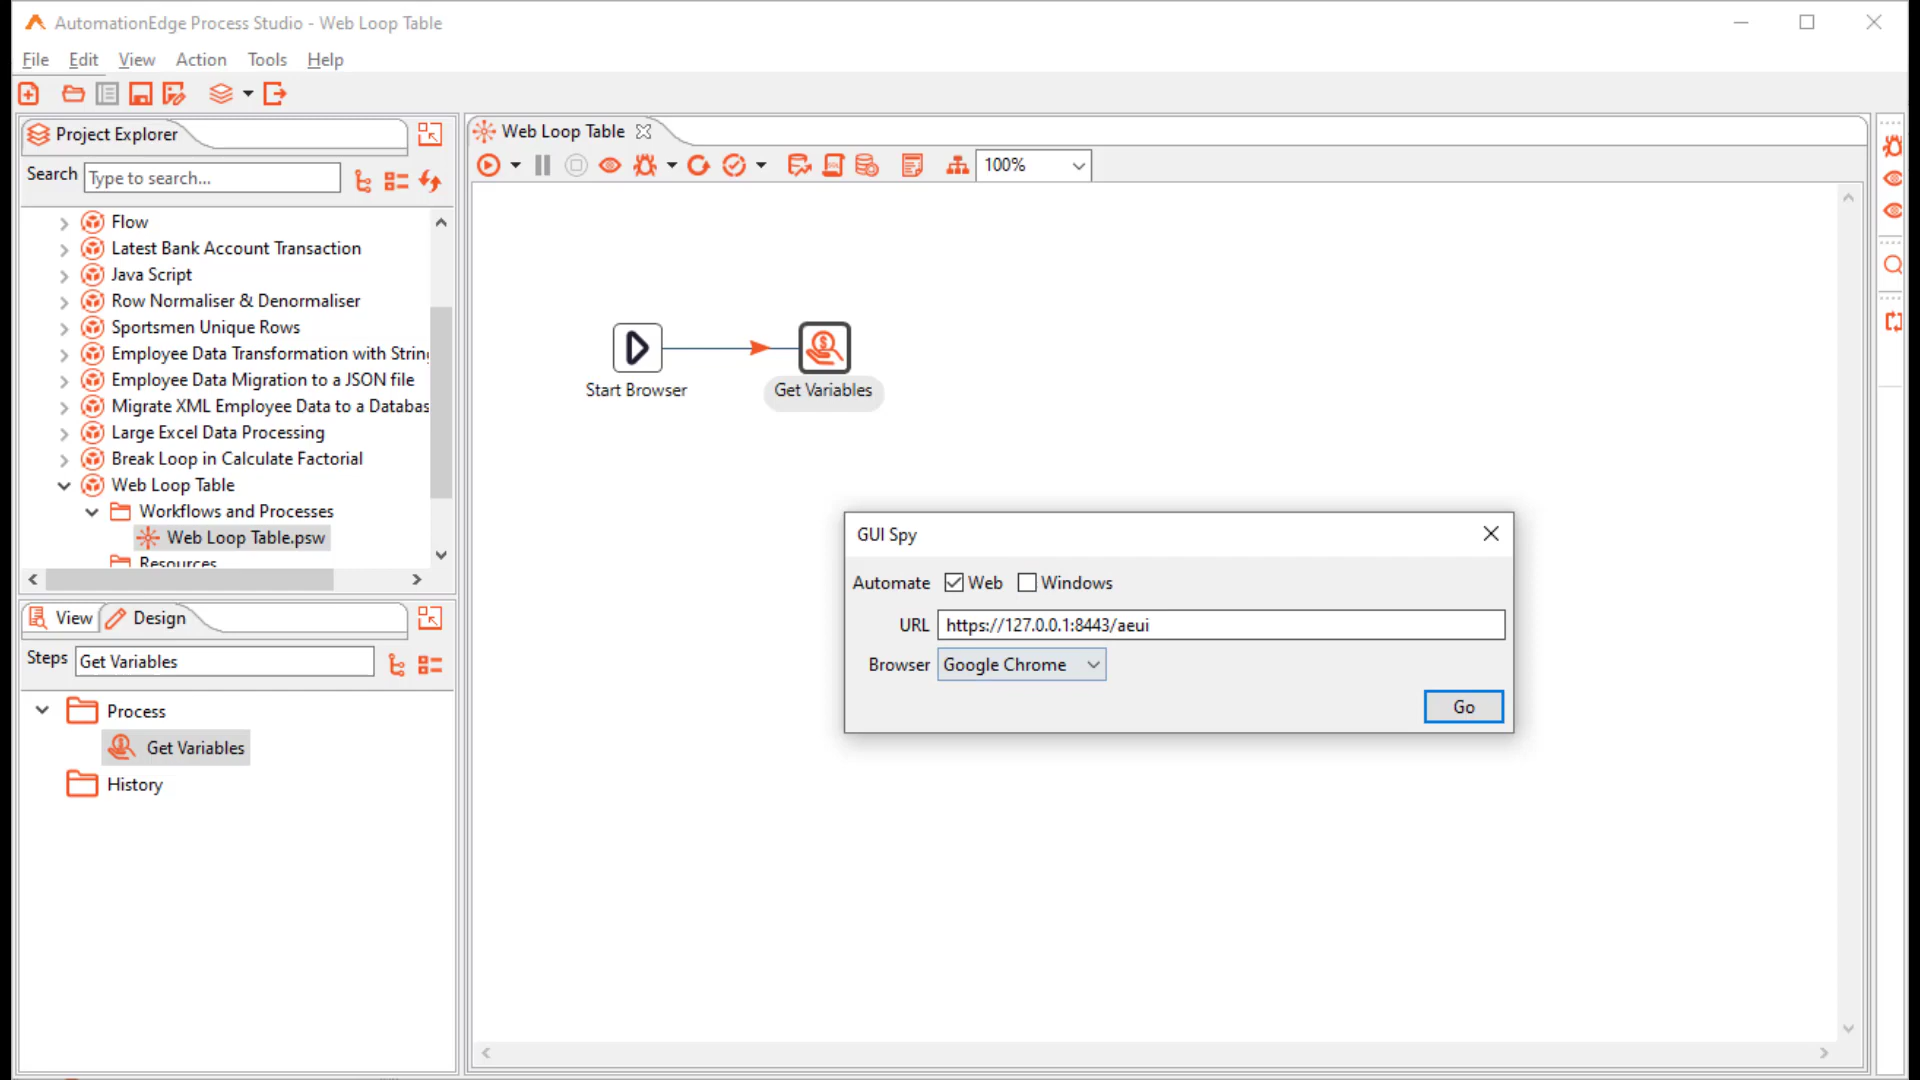 AutomationEdge Process Studio - Web Loop Table
File Edit View Action Tools Help
Project Explorer
Search Type to search...
Flow
Latest Bank Account Transaction
Java Script
Row Normaliser & Denormaliser
Sportsmen Unique Rows
Employee Data Transformation with String
Employee Data Migration to a JSON file
Migrate XML Employee Data to a Databas
Large Excel Data Processing
Break Loop in Calculate Factorial
Web Loop Table
Workflows and Processes
Web Loop Table.psw
Resources
View Design
Steps Get Variables
Process
Get Variables
History
Web Loop Table
100%
Start Browser
Get Variables
GUI Spy
Automate Web Windows
URL https://127.0.0.1:8443/aeui
Browser Google Chrome
Go